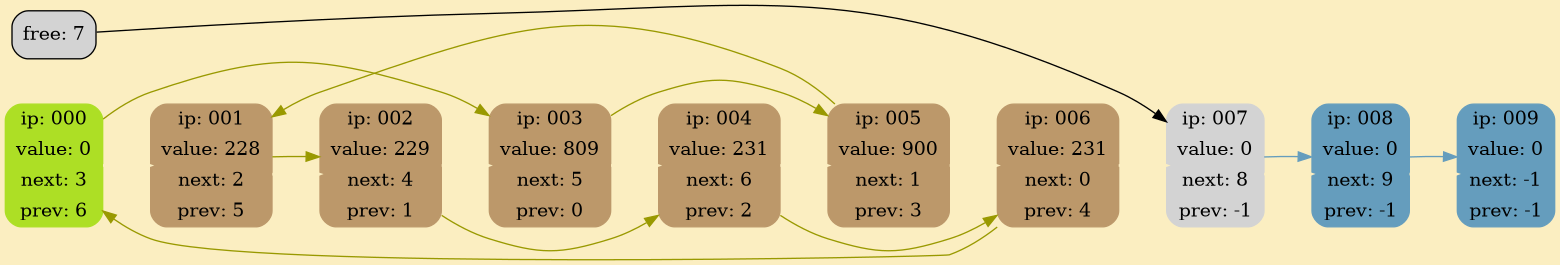 free: 7
ip: 000
value: 0
next: 3
prev: 6
ip: 001
value: 228
next: 2
prev: 5
ip: 002
value: 229
next: 4
prev: 1
ip: 003
value: 809
next: 5
prev: 0
ip: 004
value: 231
next: 6
prev: 2
ip: 005
value: 900
next: 1
prev: 3
ip: 006
value: 231
next: 0
prev: 4
ip: 007
value: 0
next: 8
prev: -1
ip: 008
value: 0
next: 9
prev: -1
ip: 009
value: 0
next: -1
prev: -1